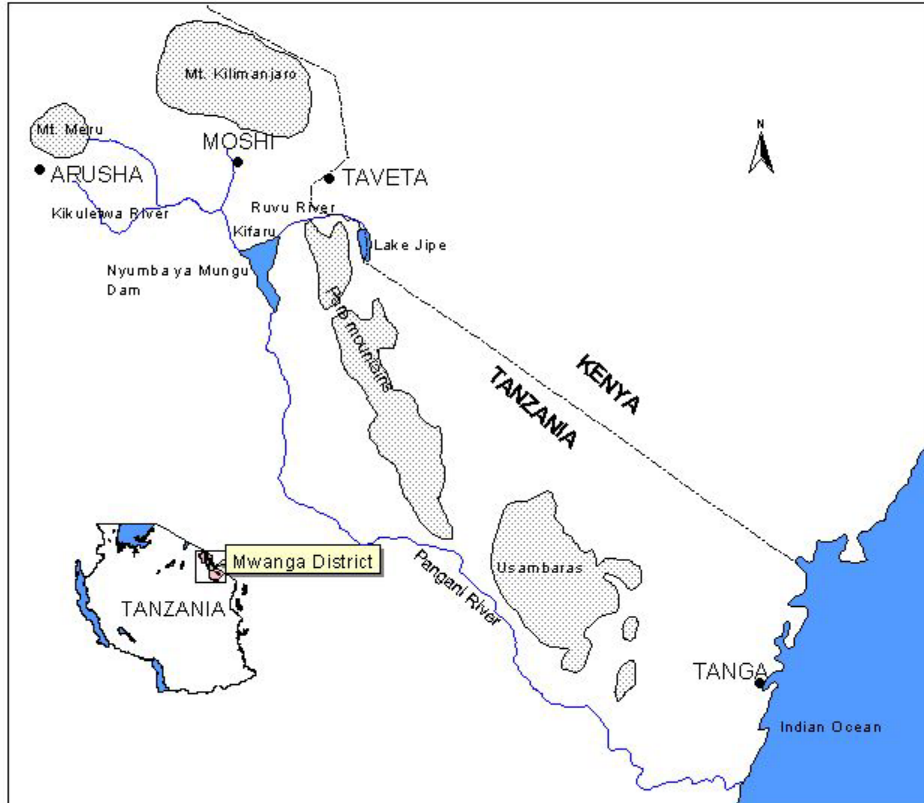 Mt. Kilimanjaro
N
Mt. Meru
MOSHI
ARUSHA
TAVETA
Kikuletwa River
Ruvu River
Kifaru
Lake Jipe
Nyumba ya Mungu
Dam
Pare mountains
KENYA
TANZANIA
Mwanga District
TANZANIA
Pangani River
Usambaras
TANGA
Indian Ocean